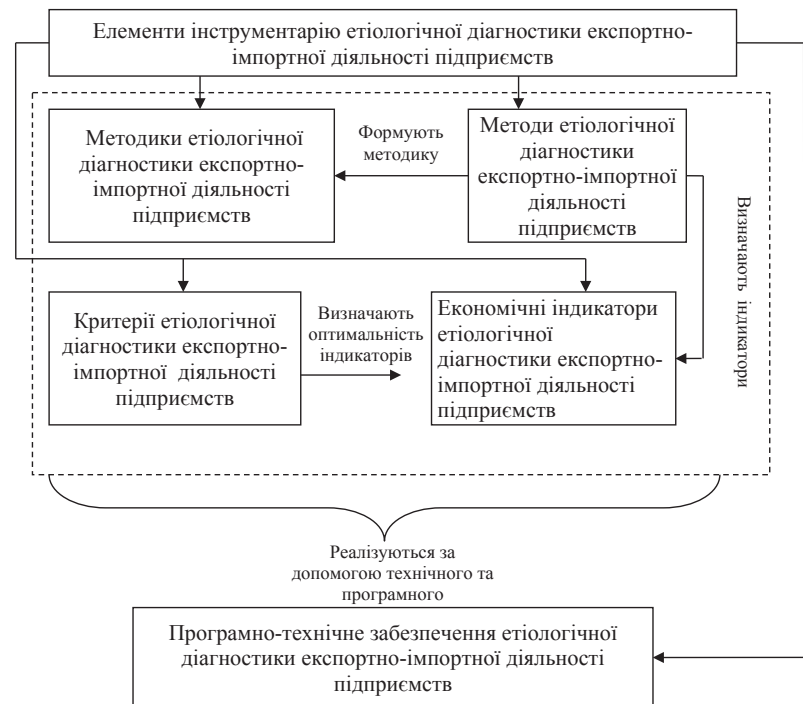 Елементи інструментарію етіологічної діагностики експортно-
імпортної діяльності підприємств
Методики етіологічної
діагностики експортно-
імпортної діяльності
підприємств
Формують
методику
Методи етіологічної
діагностики
експортно-імпортної
діяльності
підприємств
Визначають індикатори
Критерії етіологічної
діагностики експортно-
імпортної діяльності
підприємств
Визначають
оптимальність
індикаторів
Економічні індикатори
етіологічної
діагностики експортно-
імпортної діяльності
підприємств
Реалізуються за
допомогою технічного та
програмного
Програмно-технічне забезпечення етіологічної
діагностики експортно-імпортної діяльності
підприємств